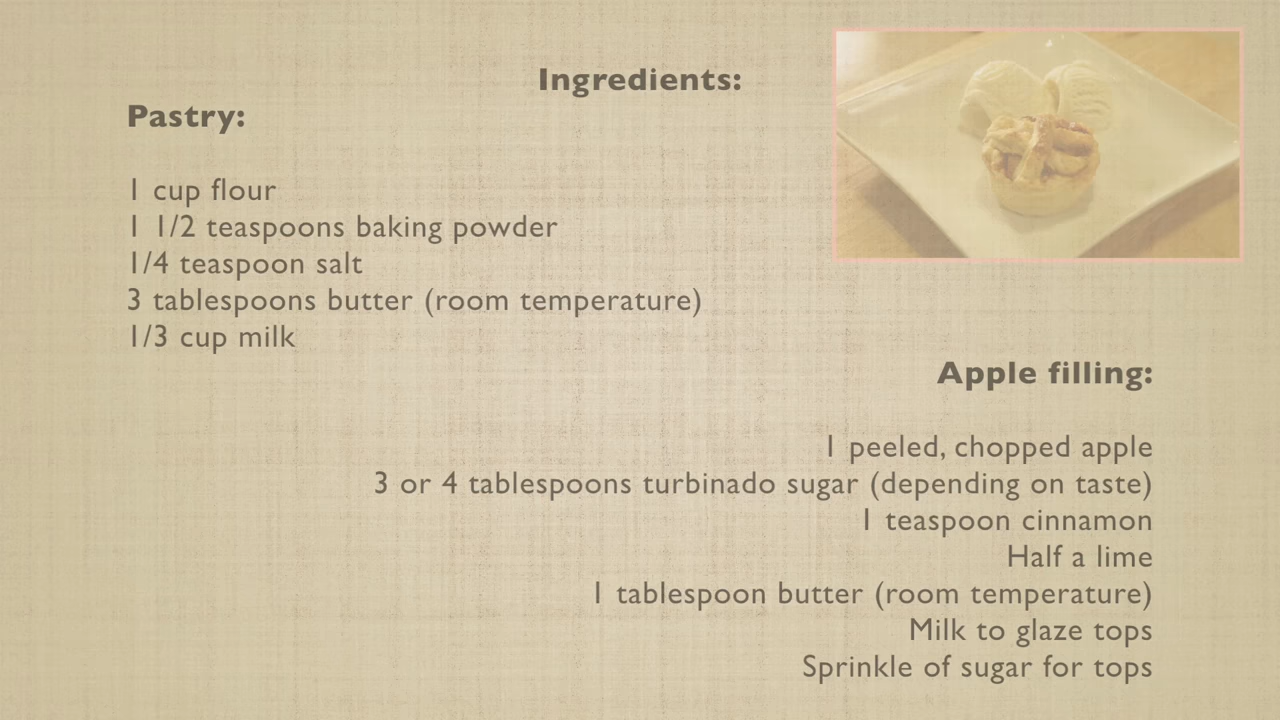 Ingredients:
Pastry:
1 cup flour
1 1/2 teaspoons baking powder
1/4 teaspoon salt
3 tablespoons butter (room temperature)
1/3 cup milk
Apple filling:
1 peeled, chopped apple
3 or 4 tablespoons turbinado sugar (depending on taste)
1 teaspoon cinnamon
Half a lime
1 tablespoon butter (room temperature)
Milk to glaze tops
Sprinkle of sugar for tops